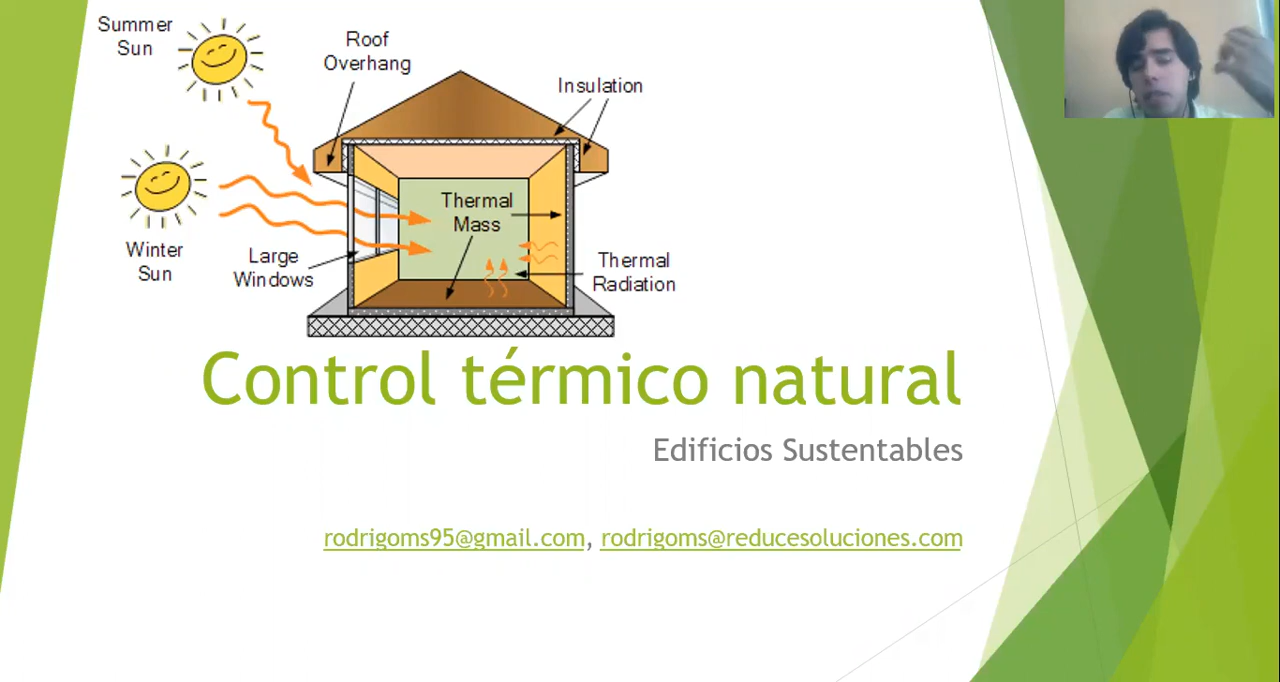 Summer
Sun
Roof
Overhang
Insulation
Thermal
Mass
Winter
Sun
Large
Windows
Thermal
Radiation
Control térmico natural
Edificios Sustentables
rodrigoms95@gmail.com, rodrigoms@reducesoluciones.com